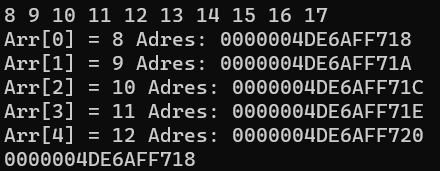 8 9 10 11 12 13 14 15 16 17
Arr[0] = 8 Adres: 0000004DE6AFF718
Arr[1] = 9 Adres: 0000004DE6AFF71A
Arr[2] = 10 Adres: 0000004DE6AFF71C
Arr[3] = 11 Adres: 0000004DE6AFF71E
Arr[4] = 12 Adres: 0000004DE6AFF720
0000004DE6AFF718